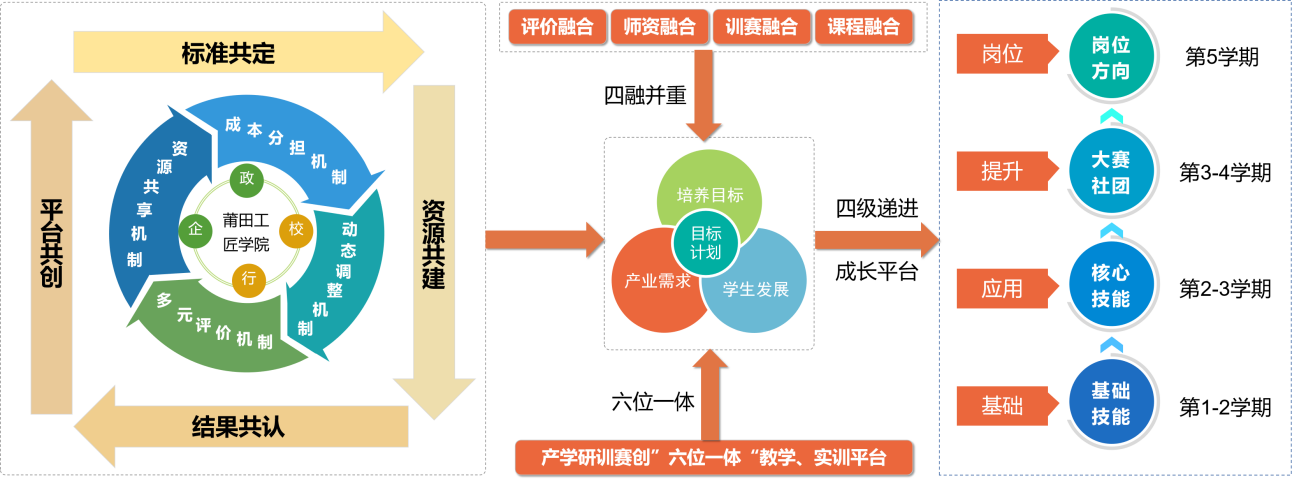 标准共定
平台共创
资源共建
结果共认
资源共享机制
成本分担机制
动态调整机制
多元评价机制
政
企
校
行
莆田工
匠学院
评价融合
师资融合
训赛融合
课程融合
四融并重
培养目标
目标
计划
产业需求
学生发展
六位一体
产学研训赛创”六位一体“教学、实训平台
四级递进
成长平台
岗位
岗位
方向
第5学期
提升
大赛
社团
第3-4学期
应用
核心
技能
第2-3学期
基础
基础
技能
第1-2学期